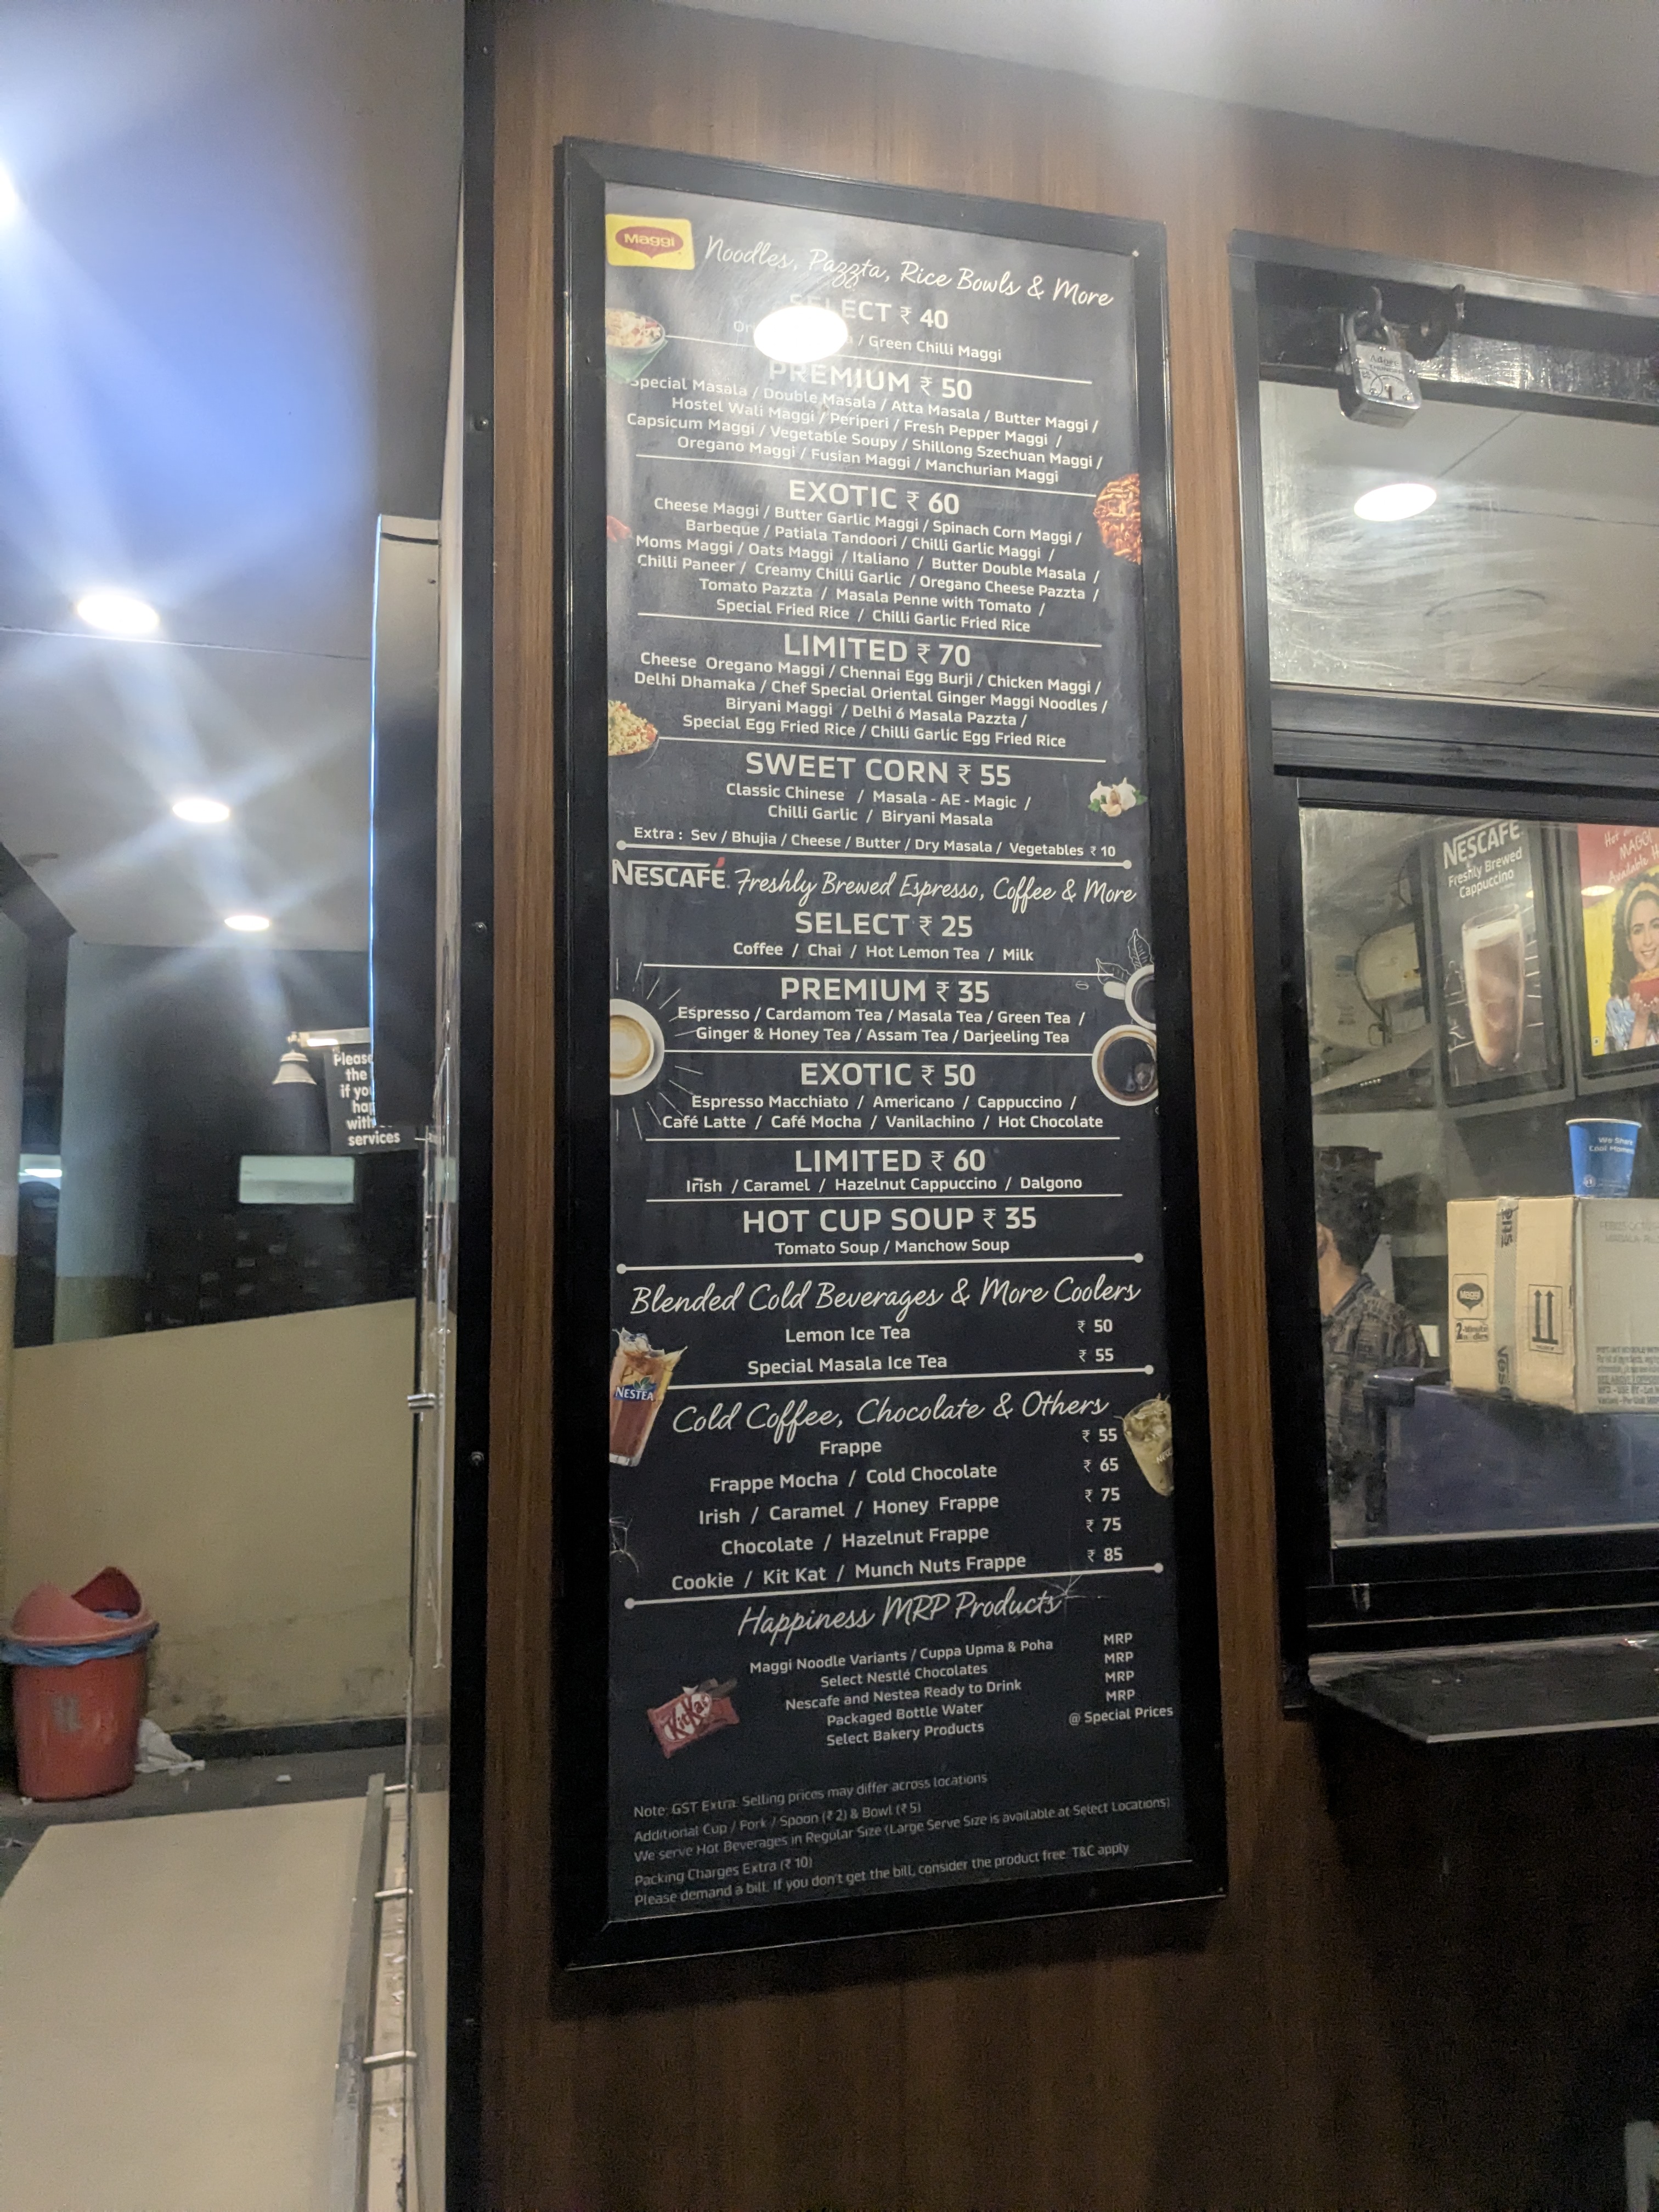 Maggi
Noodles, Pazzta, Rice Bowls & More
SELECT ₹ 40
/ Green Chilli Maggi
PREMIUM ₹ 50
Special Masala / Double Masala / Atta Masala / Butter Maggi /
Hostel Wali Maggi / Periperi / Fresh Pepper Maggi /
Capsicum Maggi / Vegetable Soupy / Shillong Szechuan Maggi /
Oregano Maggi / Fusian Maggi / Manchurian Maggi
EXOTIC ₹ 60
Cheese Maggi / Butter Garlic Maggi / Spinach Corn Maggi /
Barbeque / Patiala Tandoori / Chilli Garlic Maggi /
Moms Maggi / Oats Maggi / Italiano / Butter Double Masala /
Chilli Paneer / Creamy Chilli Garlic / Oregano Cheese Pazzta /
Tomato Pazzta / Masala Penne with Tomato /
Special Fried Rice / Chilli Garlic Fried Rice
LIMITED ₹ 70
Cheese Oregano Maggi / Chennai Egg Burji / Chicken Maggi /
Delhi Dhamaka / Chef Special Oriental Ginger Maggi Noodles /
Biryani Maggi / Delhi 6 Masala Pazzta /
Special Egg Fried Rice / Chilli Garlic Egg Fried Rice
SWEET CORN ₹ 55
Classic Chinese / Masala - AE - Magic /
Chilli Garlic / Biryani Masala
Extra : Sev / Bhujia / Cheese / Butter / Dry Masala / Vegetables ₹ 10
NESCAFÉ Freshly Brewed Espresso, Coffee & More
SELECT ₹ 25
Coffee / Chai / Hot Lemon Tea / Milk
PREMIUM ₹ 35
Espresso / Cardamom Tea / Masala Tea / Green Tea /
Ginger & Honey Tea / Assam Tea / Darjeeling Tea
EXOTIC ₹ 50
Espresso Macchiato / Americano / Cappuccino /
Café Latte / Café Mocha / Vanilachino / Hot Chocolate
LIMITED ₹ 60
Irish / Caramel / Hazelnut Cappuccino / Dalgono
HOT CUP SOUP ₹ 35
Tomato Soup / Manchow Soup
Blended Cold Beverages & More Coolers
Lemon Ice Tea ₹ 50
Special Masala Ice Tea ₹ 55
NESTEA
Cold Coffee, Chocolate & Others
Frappe ₹ 55
Frappe Mocha / Cold Chocolate ₹ 65
Irish / Caramel / Honey Frappe ₹ 75
Chocolate / Hazelnut Frappe ₹ 75
Cookie / Kit Kat / Munch Nuts Frappe ₹ 85
Happiness MRP Products
Maggi Noodle Variants / Cuppa Upma & Poha MRP
Select Nestlé Chocolates MRP
Nescafe and Nestea Ready to Drink MRP
Packaged Bottle Water MRP
Select Bakery Products @ Special Prices
KitKat
Note: GST Extra. Selling prices may differ across locations
Additional Cup / Fork / Spoon (₹ 2) & Bowl (₹ 5)
We serve Hot Beverages in Regular Size (Large Serve Size is available at Select Locations)
Packing Charges Extra (₹ 10)
Please demand a bill. If you don't get the bill, consider the product free. T&C apply
Please
the
if you
with
services
NESCAFÉ
Freshly Brewed
Cappuccino
MAGGI
We Share
Maggi
2-Minute